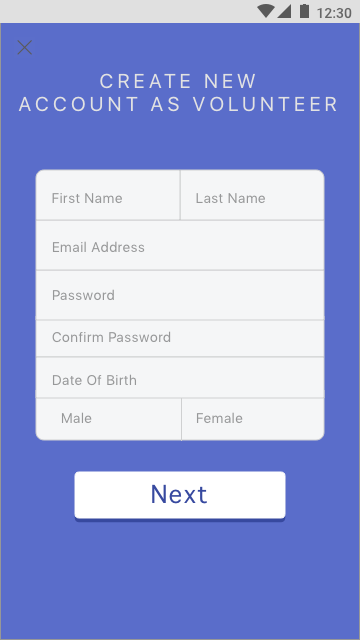 12:30
CREATE NEW
ACCOUNT AS VOLUNTEER
First Name Last Name
Email Address
Password
Confirm Password
Date Of Birth
Male Female
Next